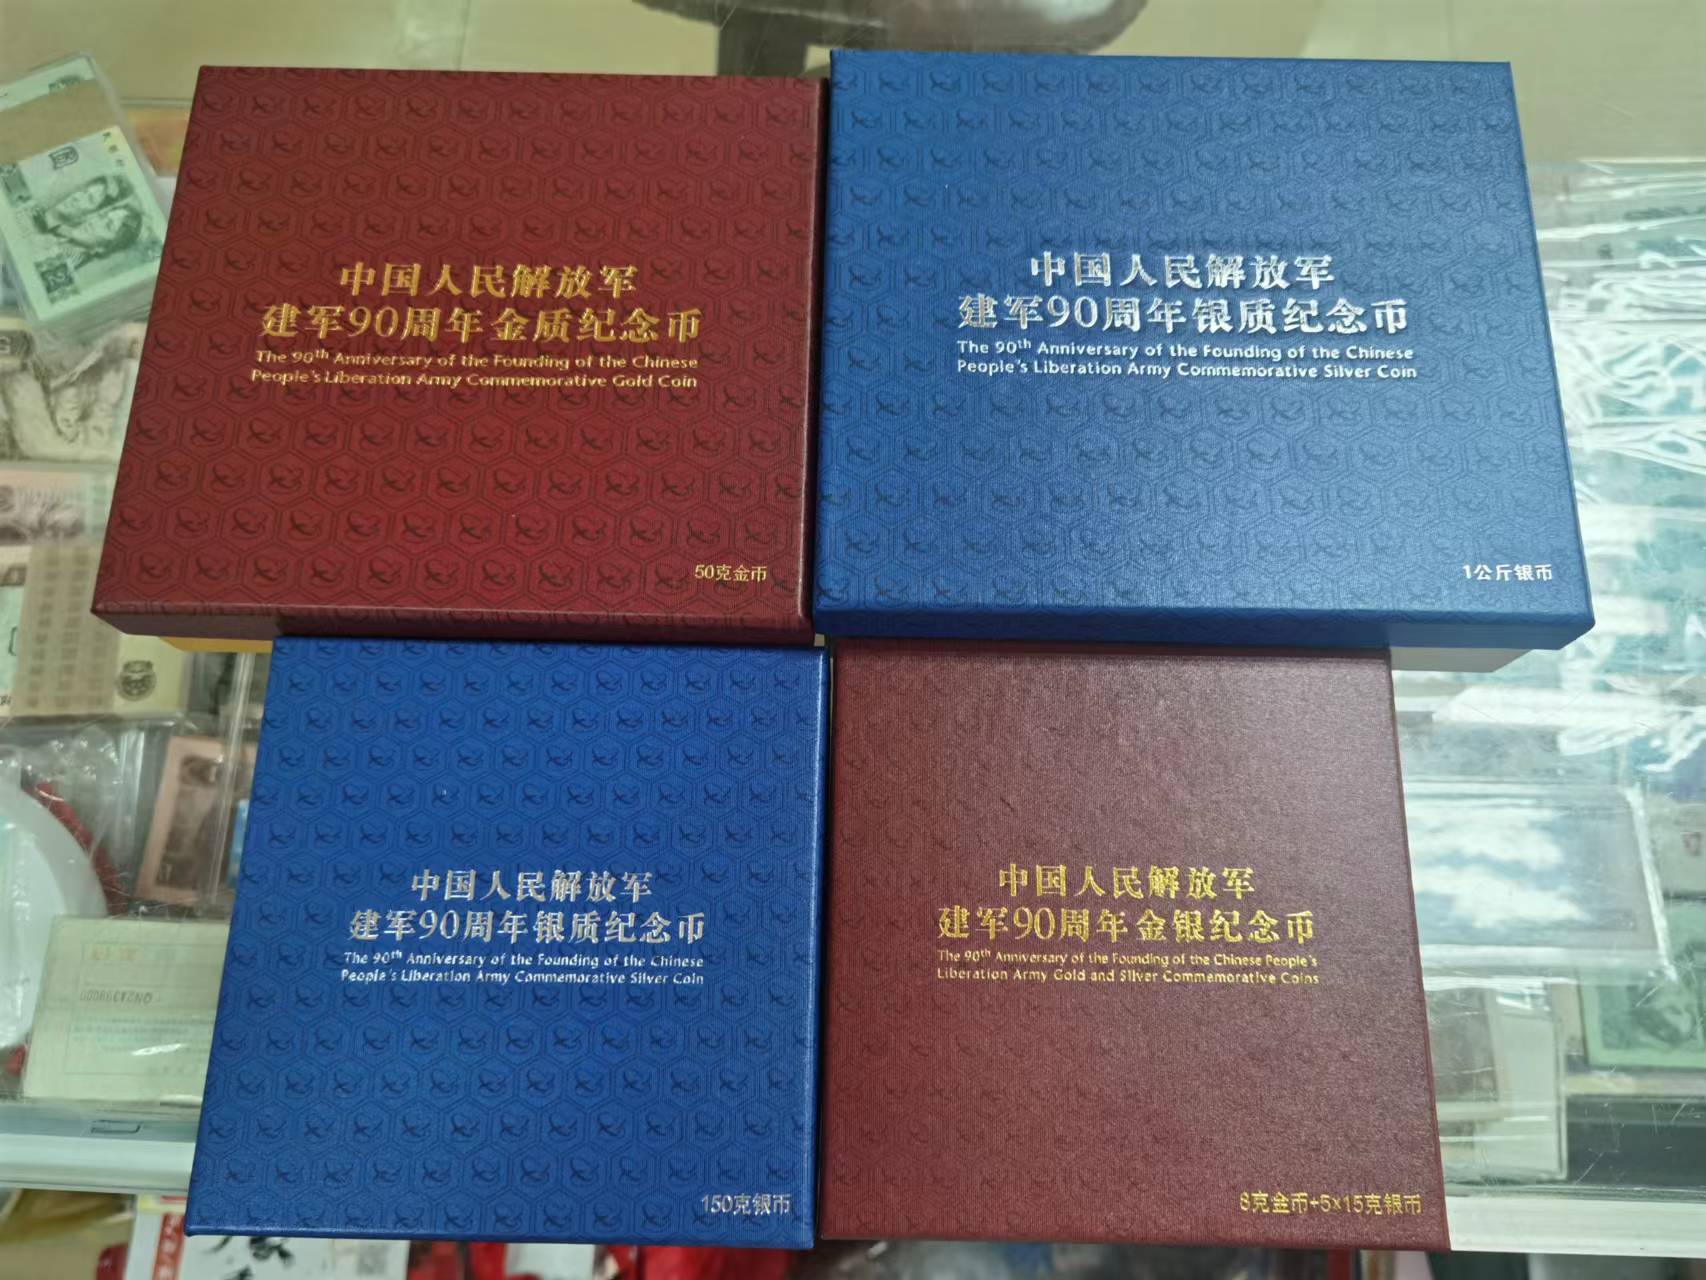 中国人民解放军
建军90周年金质纪念币
The 90th Anniversary of the Founding of the Chinese
People's Liberation Army Commemorative Gold Coin
50克金币
中国人民解放军
建军90周年银质纪念币
The 90th Anniversary of the Founding of the Chinese
People's Liberation Army Commemorative Silver Coin
1公斤银币
中国人民解放军
建军90周年银质纪念币
The 90th Anniversary of the Founding of the Chinese
People's Liberation Army Commemorative Silver Coin
150克银币
中国人民解放军
建军90周年金银纪念币
The 90th Anniversary of the Founding of the Chinese People's
Liberation Army Gold and Silver Commemorative Coins
8克金币+5×15克银币